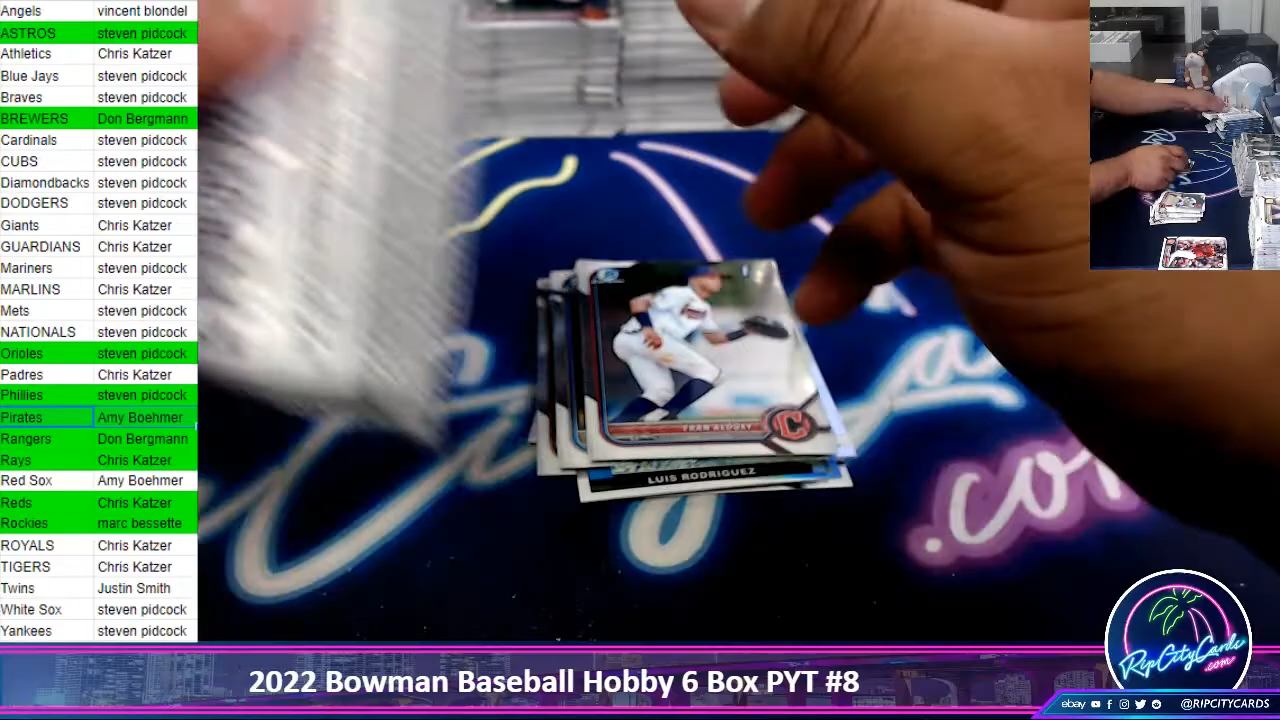 Angels vincent blondel
ASTROS steven pidcock
Athletics Chris Katzer
Blue Jays steven pidcock
Braves steven pidcock
BREWERS Don Bergmann
Cardinals steven pidcock
CUBS steven pidcock
Diamondbacks steven pidcock
DODGERS steven pidcock
Giants Chris Katzer
GUARDIANS Chris Katzer
Mariners steven pidcock
MARLINS Chris Katzer
Mets steven pidcock
NATIONALS steven pidcock
Orioles steven pidcock
Padres Chris Katzer
Phillies steven pidcock
Pirates Amy Boehmer
Rangers Don Bergmann
Rays Chris Katzer
Red Sox Amy Boehmer
Reds Chris Katzer
Rockies marc bessette
ROYALS Chris Katzer
TIGERS Chris Katzer
Twins Justin Smith
White Sox steven pidcock
Yankees steven pidcock
C
LUIS RODRIGUEZ
.com
RipCityCards
.com
2022 Bowman Baseball Hobby 6 Box PYT #8
ebay @RIPCITYCARDS